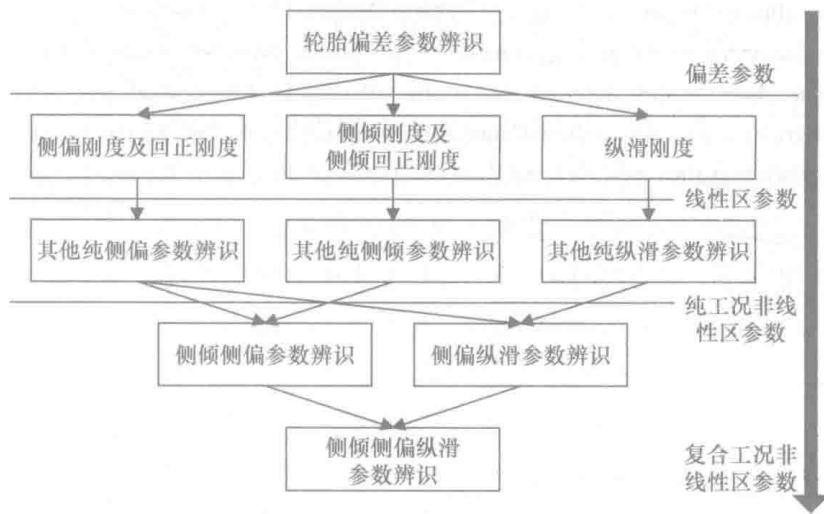 轮胎偏差参数辨识
偏差参数
侧偏刚度及回正刚度
侧倾刚度及
侧倾回正刚度
纵滑刚度
线性区参数
其他纯侧偏参数辨识
其他纯侧倾参数辨识
其他纯纵滑参数辨识
纯工况非线
性区参数
侧倾侧偏参数辨识
侧偏纵滑参数辨识
侧倾侧偏纵滑
参数辨识
复合工况非
线性区参数